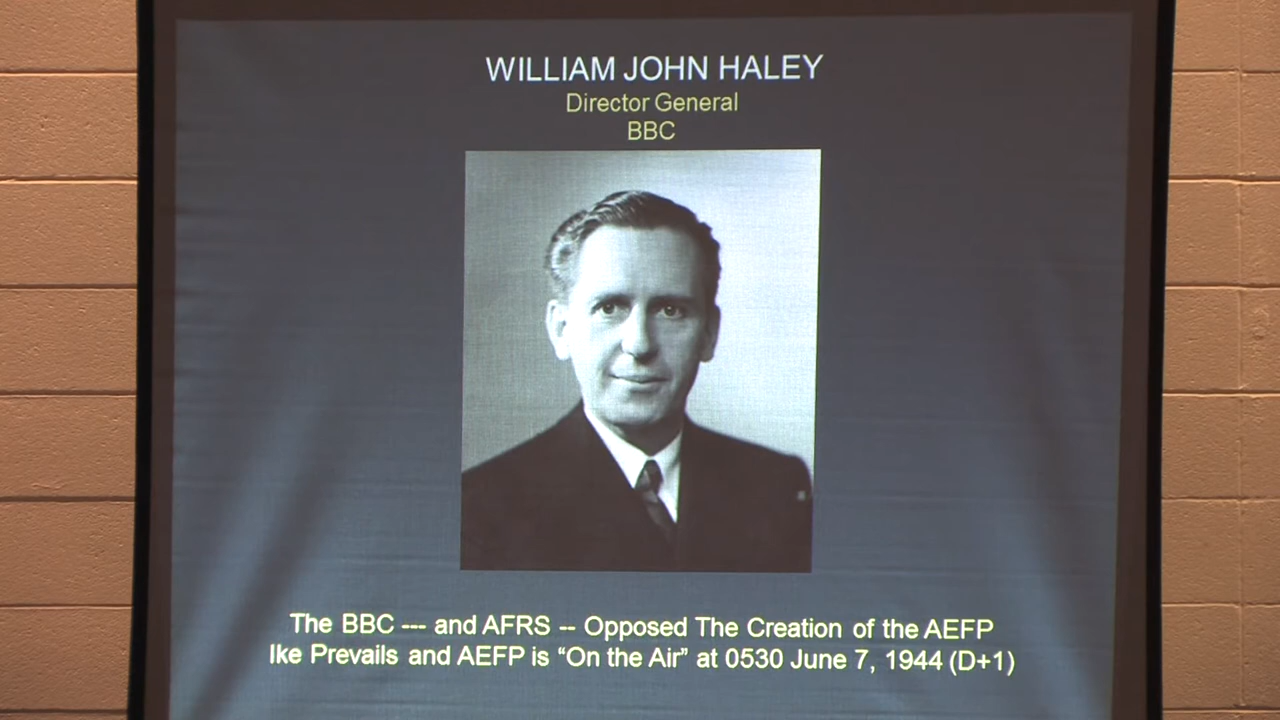 WILLIAM JOHN HALEY
Director General
BBC
The BBC --- and AFRS -- Opposed The Creation of the AEFP
Ike Prevails and AEFP is “On the Air” at 0530 June 7, 1944 (D+1)